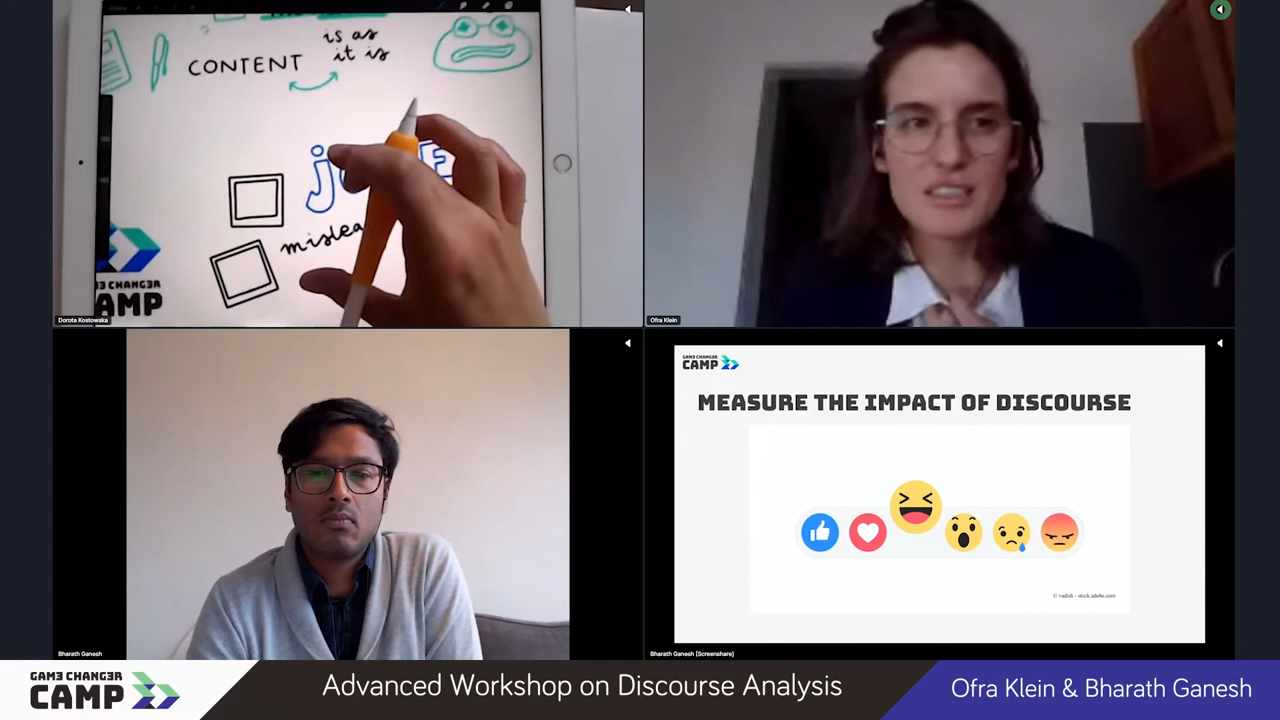 CONTENT
is as
it is
j
mislea
GAM3 CHANG3R
CAMP
Dorota Kostowska
Ofra Klein
GAM3 CHANG3R
CAMP
MEASURE THE IMPACT OF DISCOURSE
© vadish - stock.adobe.com
Bharath Ganesh
Bharath Ganesh [Screenshare]
GAM3 CHANG3R
CAMP
Advanced Workshop on Discourse Analysis
Ofra Klein & Bharath Ganesh